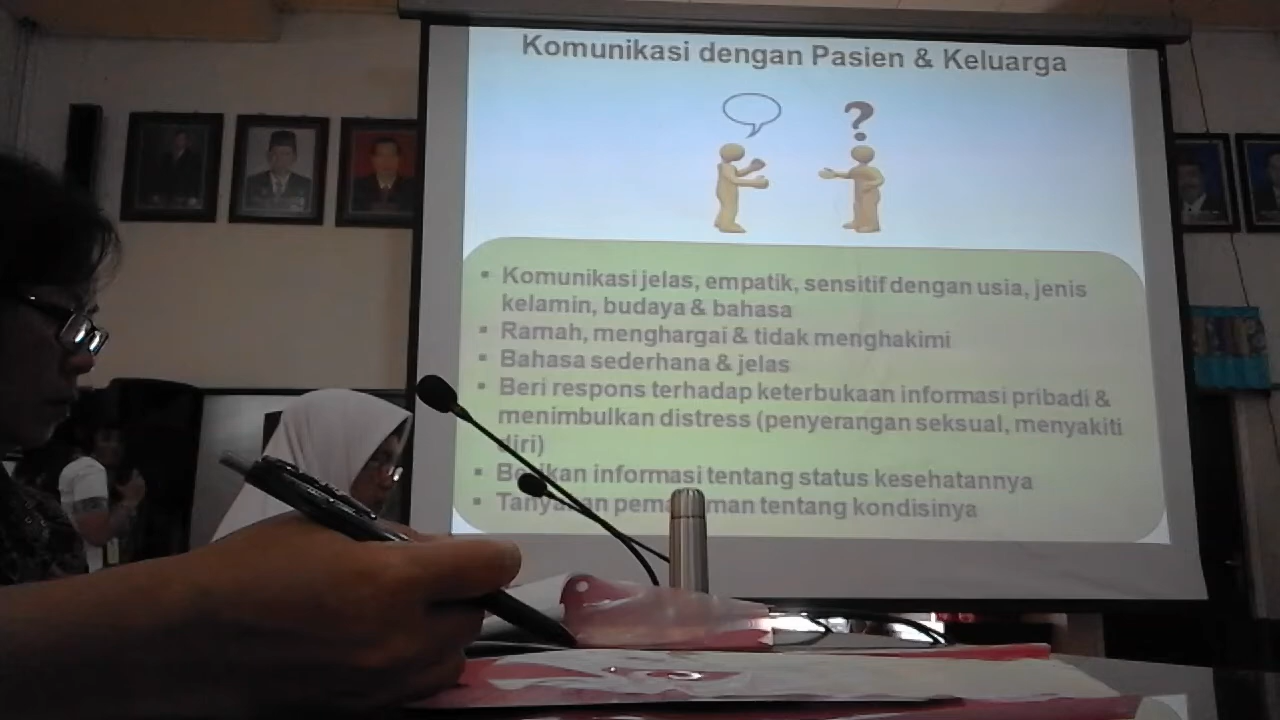 Komunikasi dengan Pasien & Keluarga
?
Komunikasi jelas, empatik, sensitif dengan usia, jenis
kelamin, budaya & bahasa
Ramah, menghargai & tidak menghakimi
Bahasa sederhana & jelas
Beri respons terhadap keterbukaan informasi pribadi &
menimbulkan distress (penyerangan seksual, menyakiti
diri)
informasi tentang status kesehatannya
tentang kondisinya